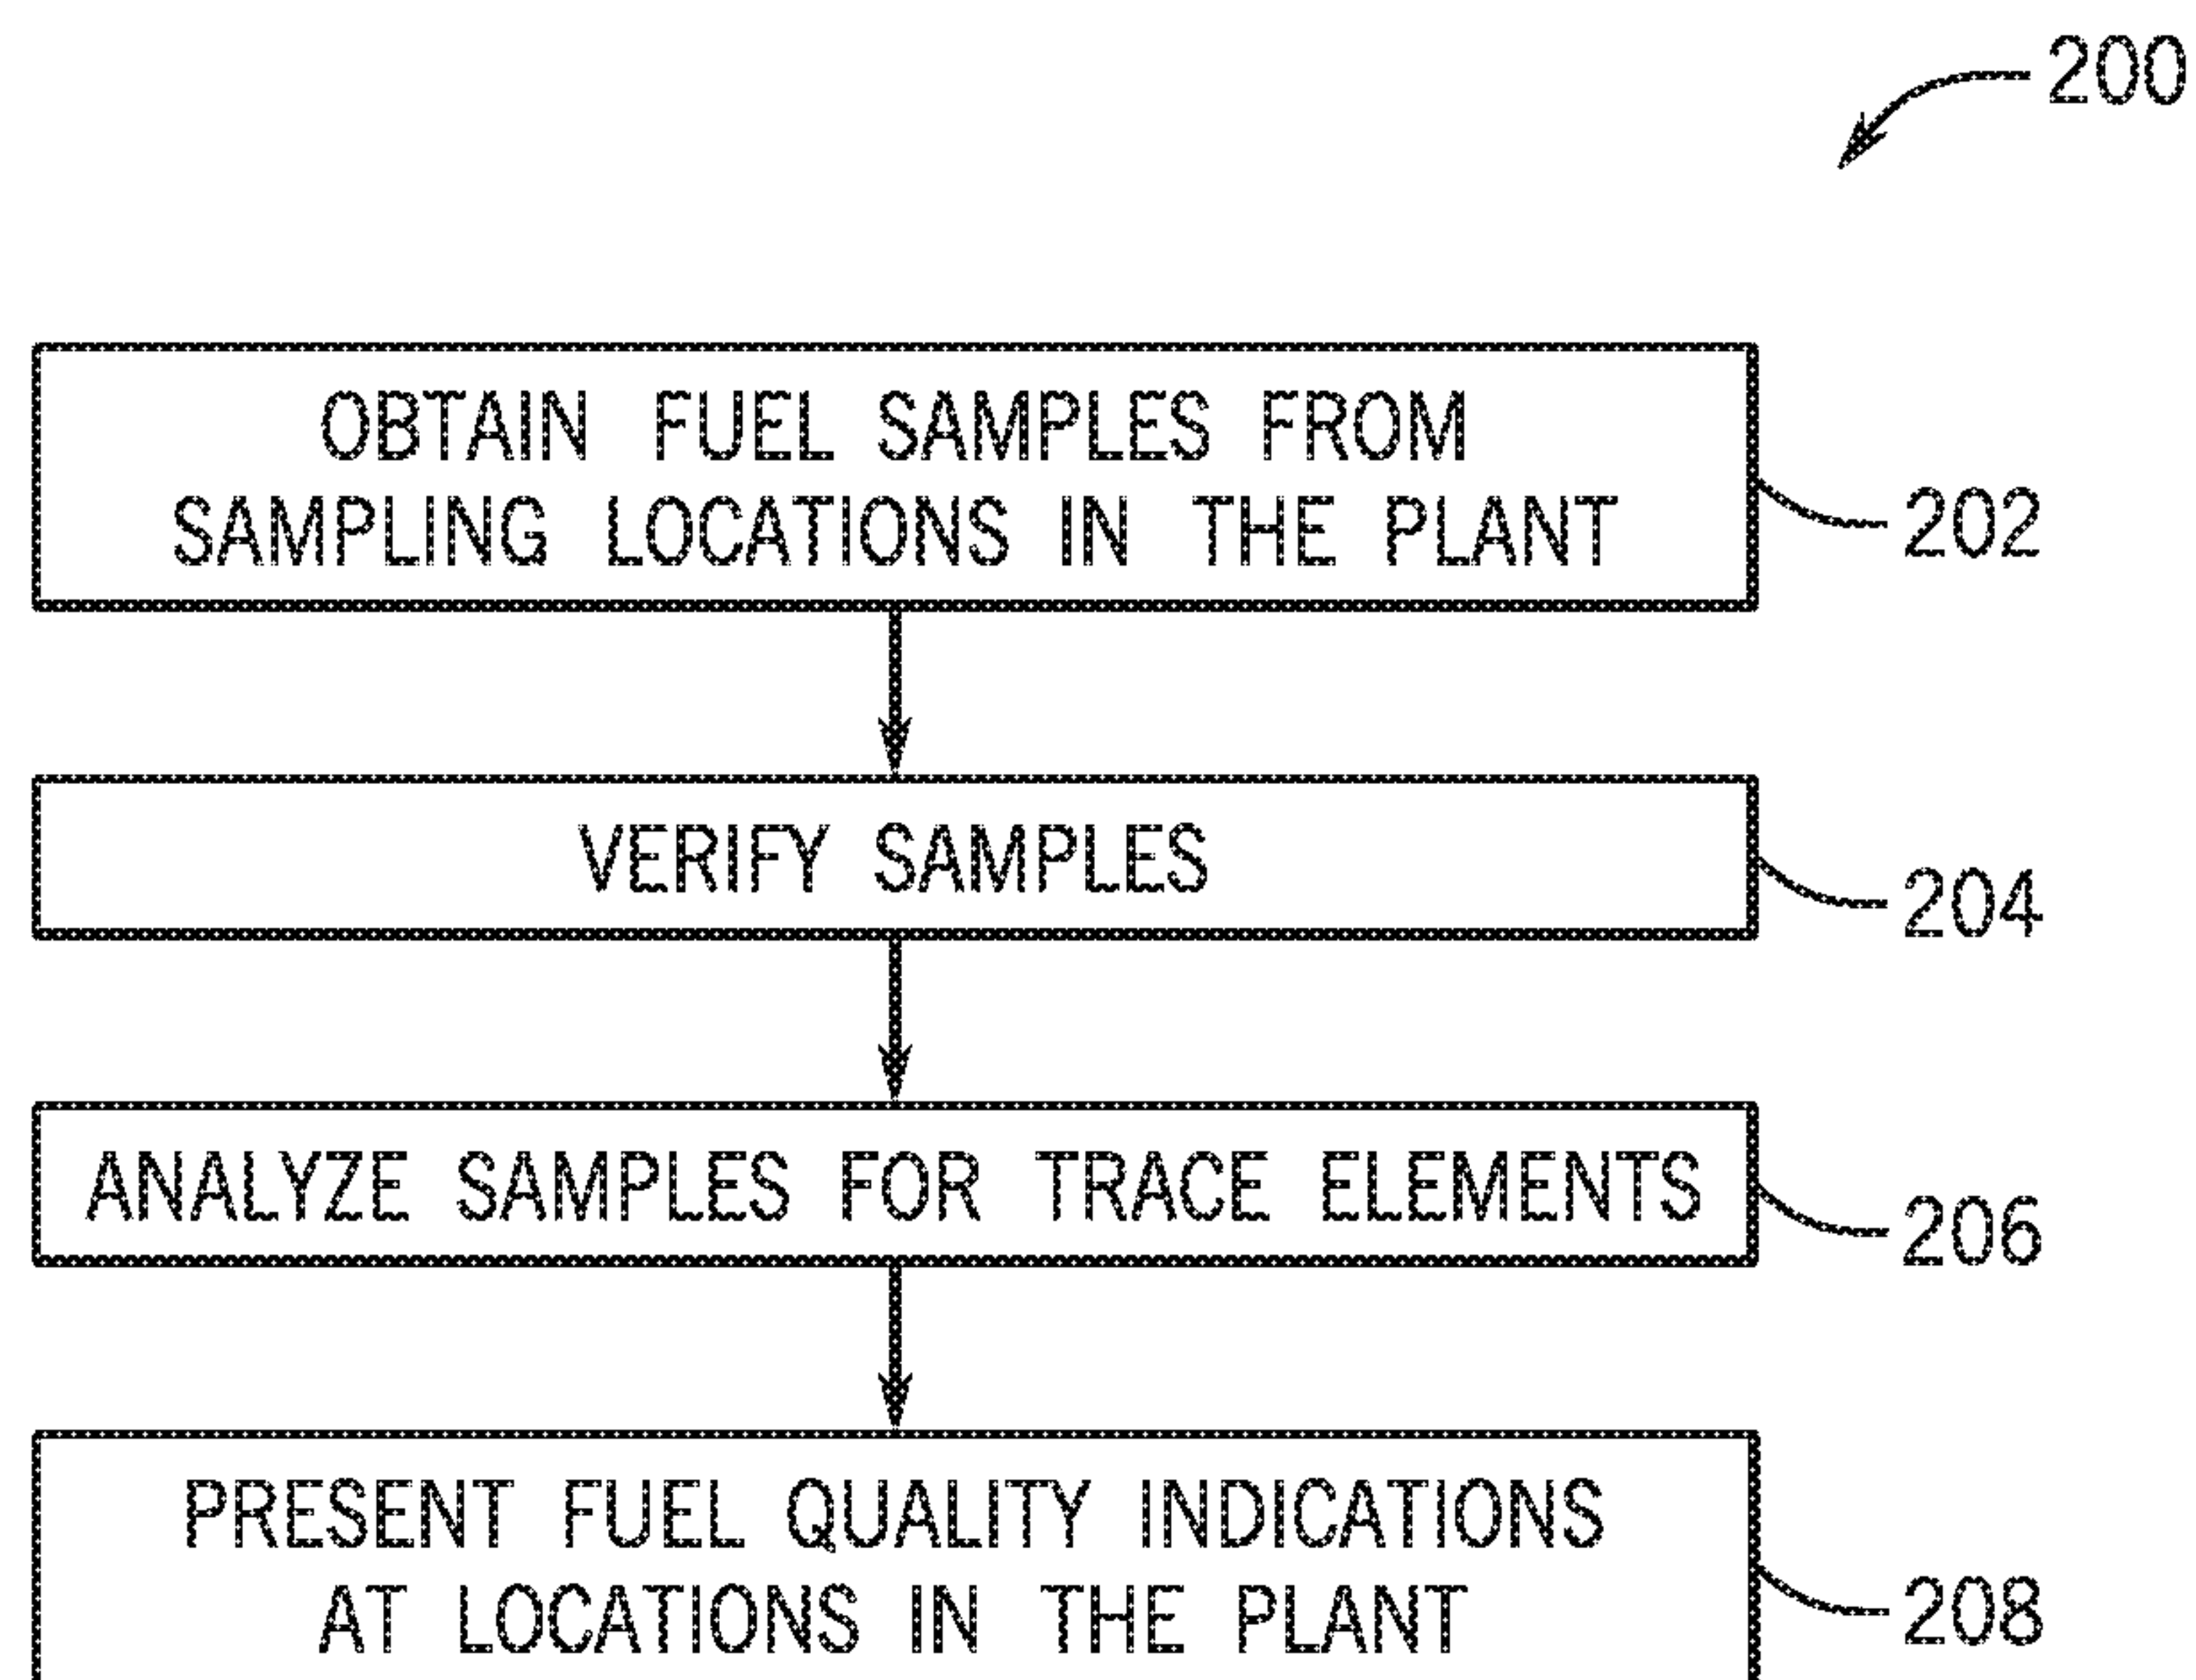 200
OBTAIN FUEL SAMPLES FROM
SAMPLING LOCATIONS IN THE PLANT
202
VERIFY SAMPLES
204
ANALYZE SAMPLES FOR TRACE ELEMENTS
206
PRESENT FUEL QUALITY INDICATIONS
AT LOCATIONS IN THE PLANT
208